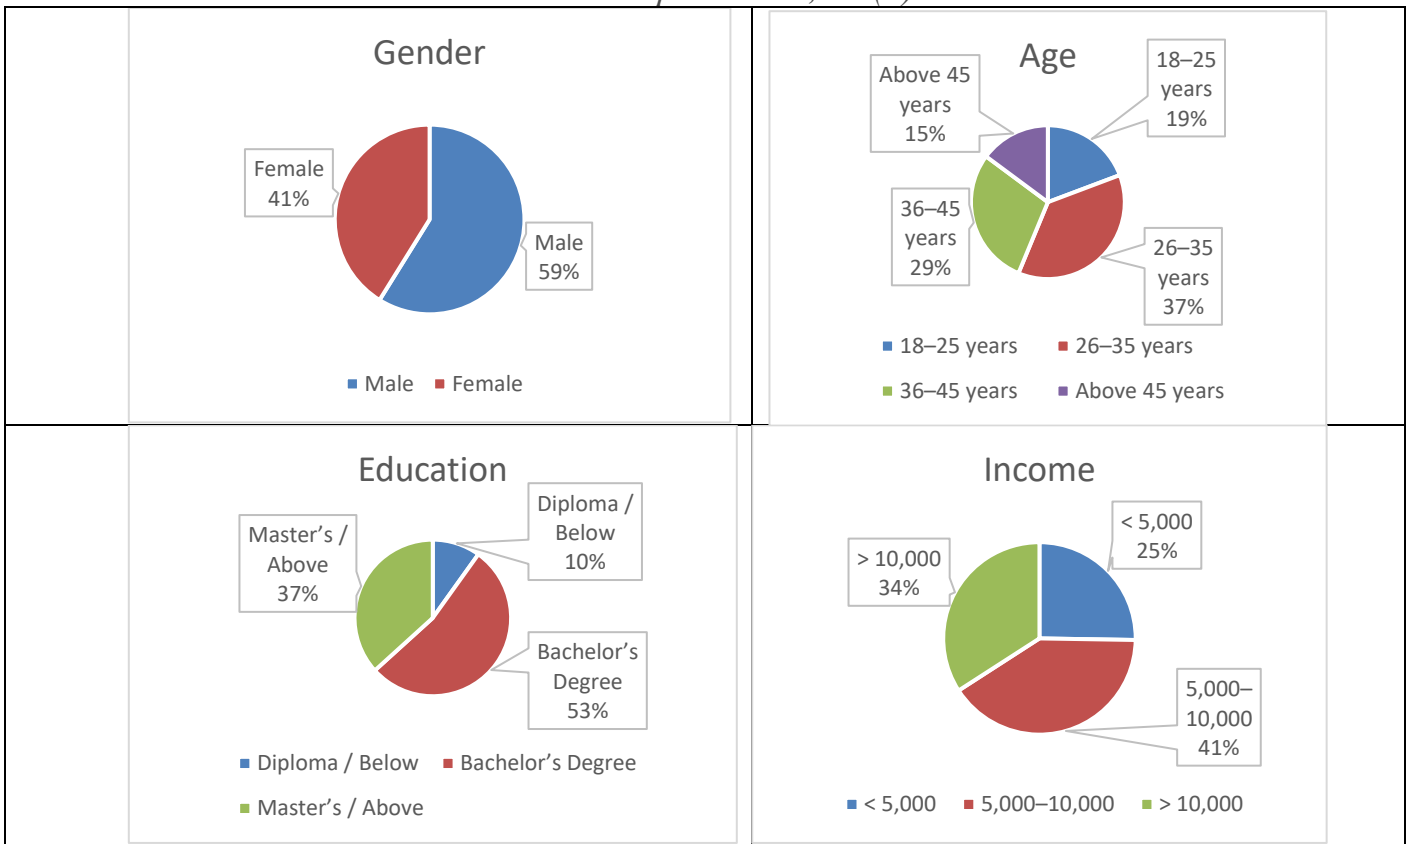 Gender
Female
41%
Male
59%
Male Female
Age
Above 45
years
15%
18–25
years
19%
36–45
years
29%
26–35
years
37%
18–25 years 26–35 years
36–45 years Above 45 years
Education
Diploma /
Below
10%
Master’s /
Above
37%
Bachelor’s
Degree
53%
Diploma / Below Bachelor’s Degree
Master’s / Above
Income
< 5,000
25%
> 10,000
34%
5,000–
10,000
41%
< 5,000 5,000–10,000 > 10,000